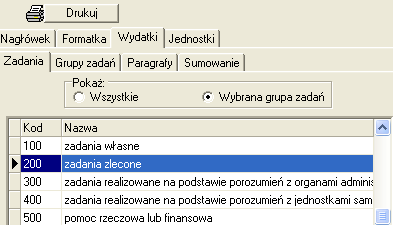 Drukuj
Nagłówek Formatka Wydatki Jednostki
Zadania Grupy zadań Paragrafy Sumowanie
Pokaż:
Wszystkie Wybrana grupa zadań
Kod Nazwa
100 zadania własne
200 zadania zlecone
300 zadania realizowane na podstawie porozumień z organami adminis
400 zadania realizowane na podstawie porozumień z jednostkami sam
500 pomoc rzeczowa lub finansowa